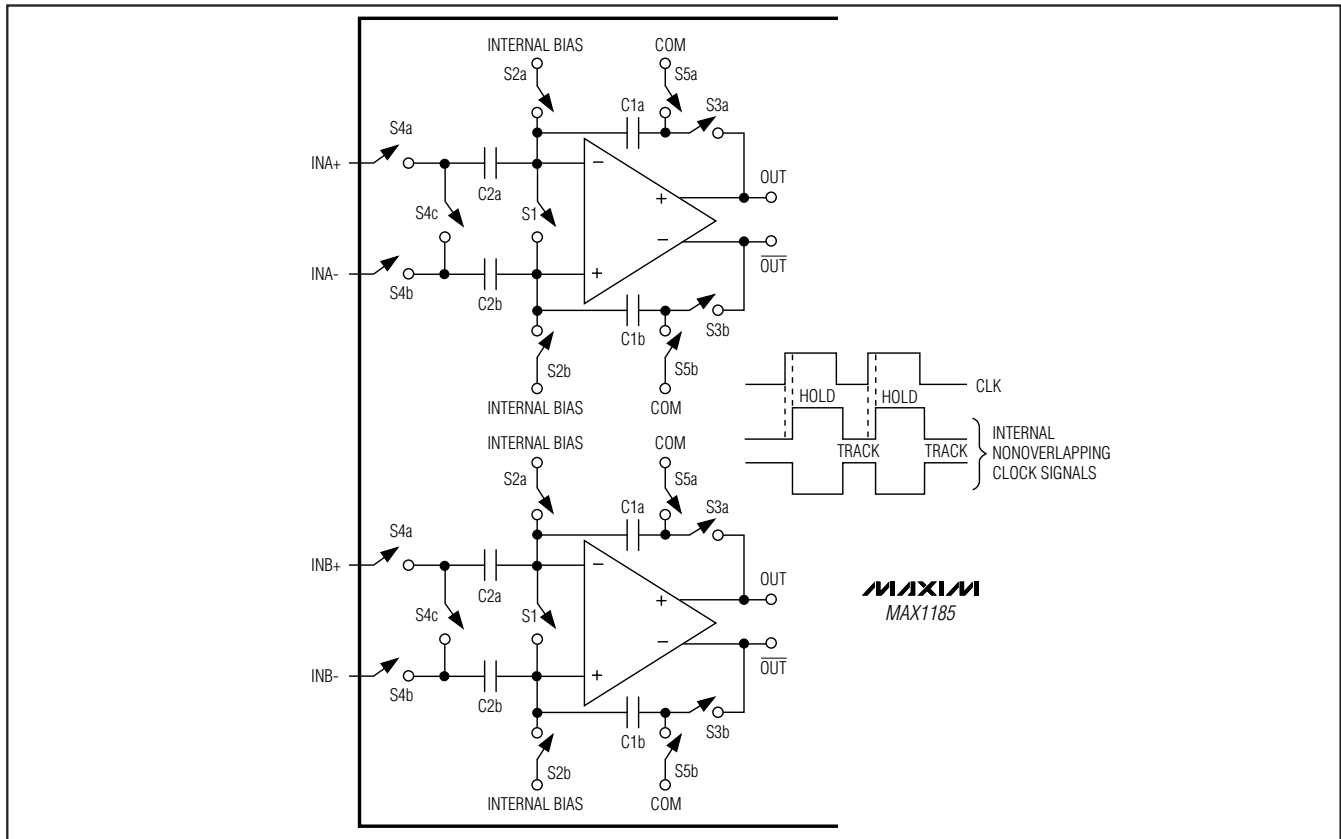 INTERNAL BIAS
COM
S2a
S5a
C1a
S3a
S4a
INA+
C2a
−
OUT
+
S4c
S1
−
OUT
INA-
+
S4b
C2b
C1b
S3b
S2b
S5b
INTERNAL BIAS
COM
CLK
HOLD
HOLD
TRACK
TRACK
INTERNAL
NONOVERLAPPING
CLOCK SIGNALS
INTERNAL BIAS
COM
S2a
S5a
C1a
S3a
S4a
INB+
C2a
−
OUT
+
S4c
S1
−
OUT
INB-
+
S4b
C2b
C1b
S3b
S2b
S5b
INTERNAL BIAS
COM
MAXIM
MAX1185